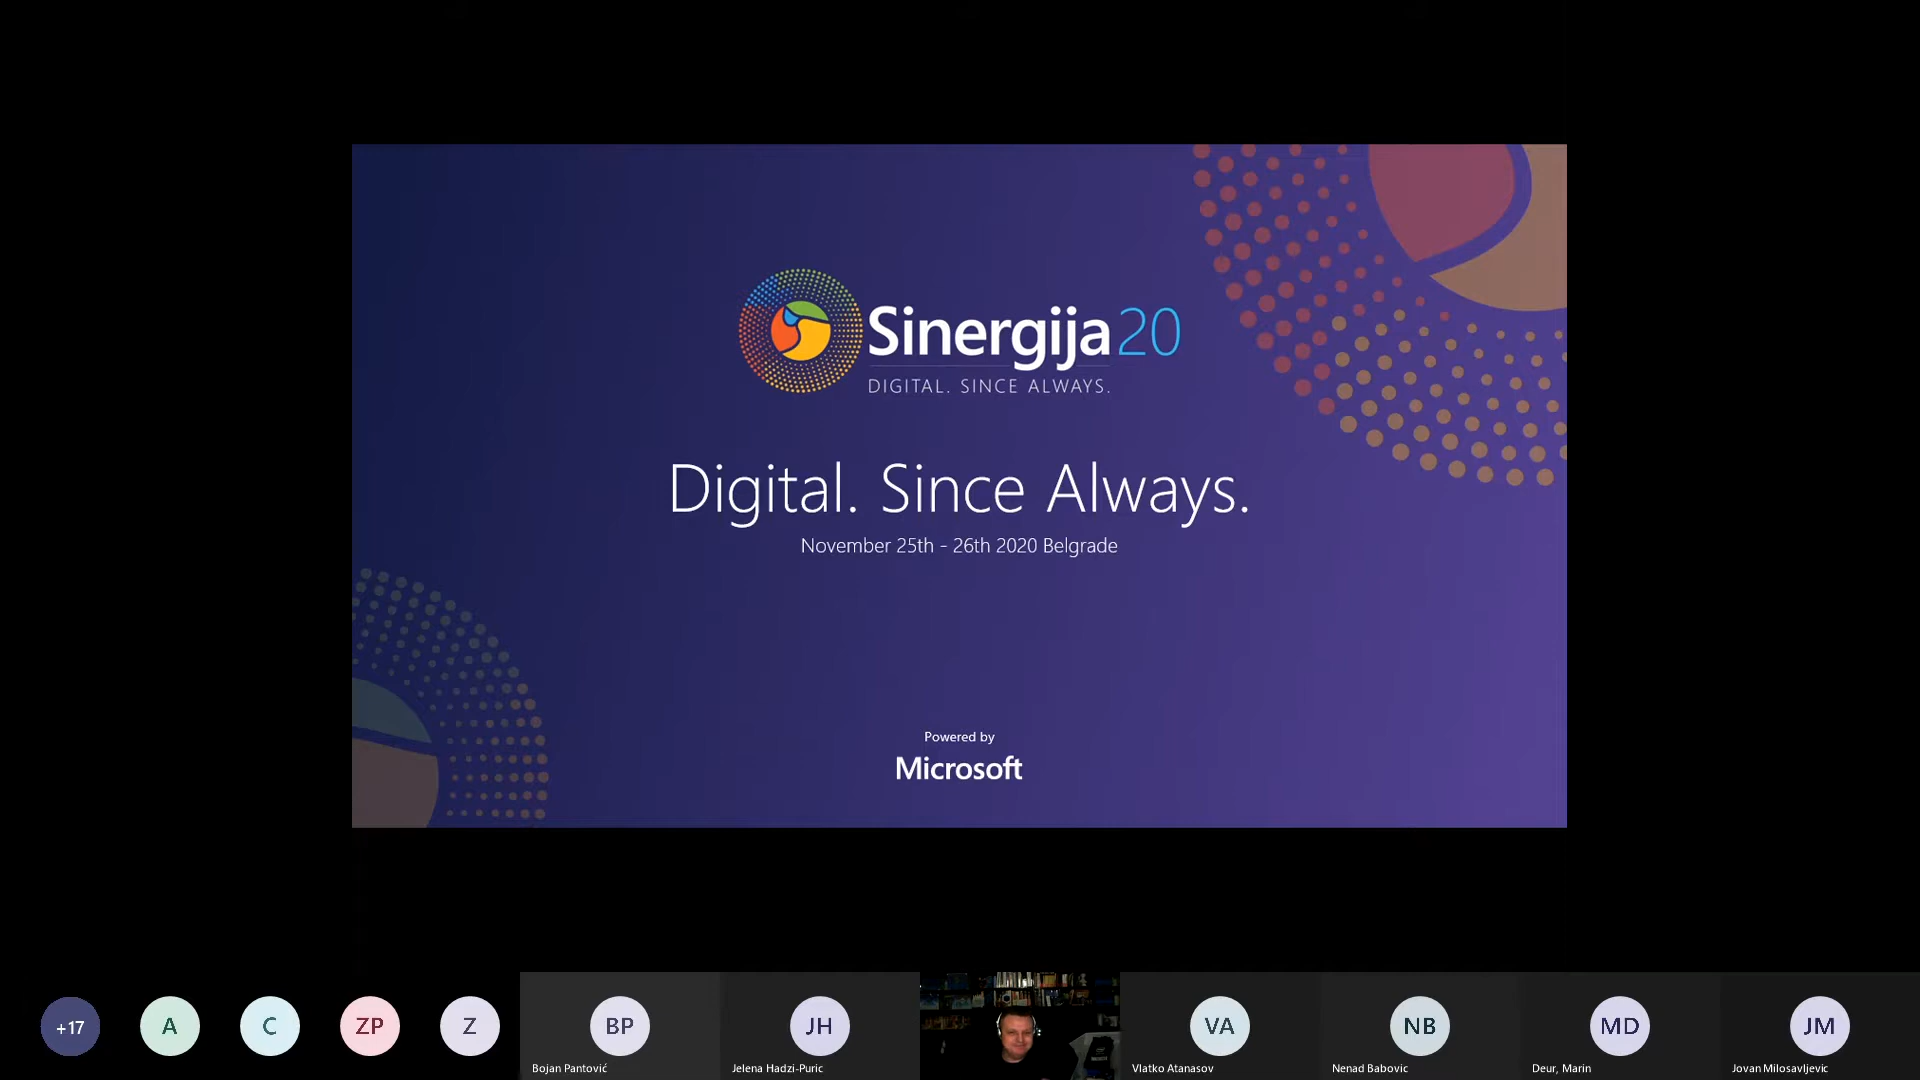 Sinergija20
DIGITAL. SINCE ALWAYS.
Digital. Since Always.
November 25th - 26th 2020 Belgrade
Powered by
Microsoft
+17
A
C
ZP
Z
BP
JH
VA
NB
MD
JM
Bojan Pantović
Jelena Hadzi-Puric
Vlatko Atanasov
Nenad Babovic
Deur, Marin
Jovan Milosavljevic